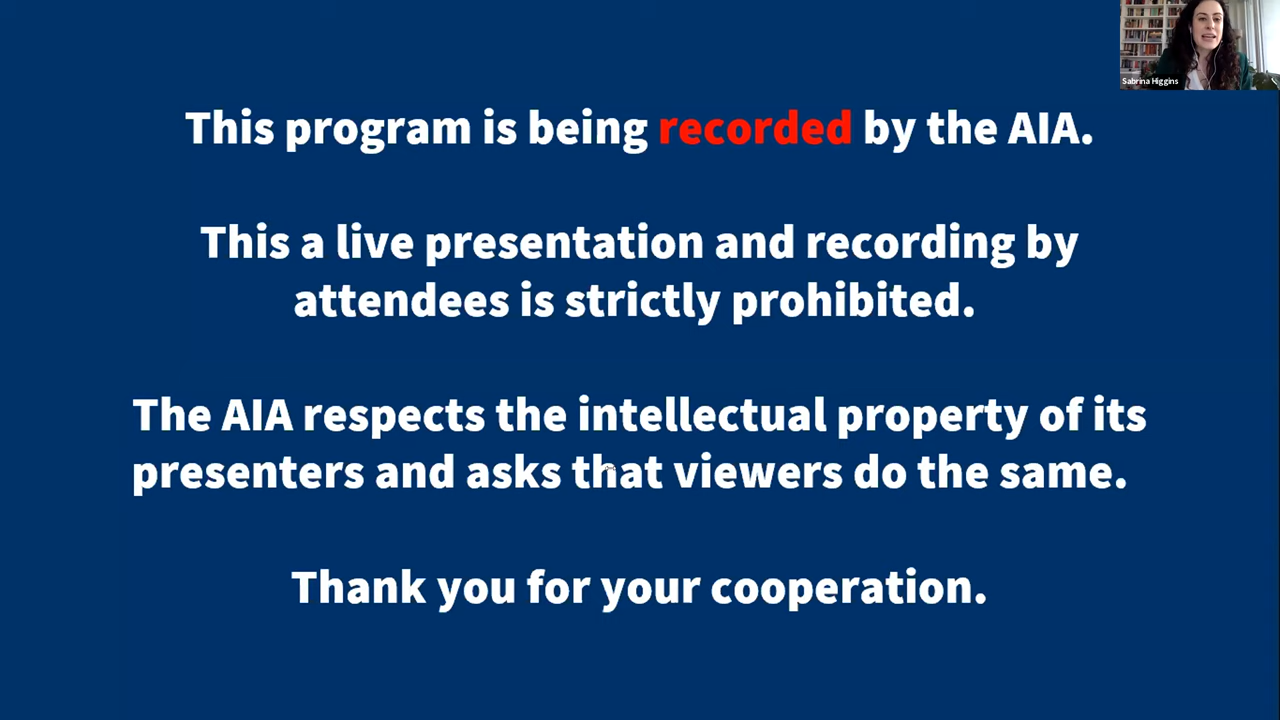 Sabrina Higgins
This program is being recorded by the AIA.
This a live presentation and recording by
attendees is strictly prohibited.
The AIA respects the intellectual property of its
presenters and asks that viewers do the same.
Thank you for your cooperation.